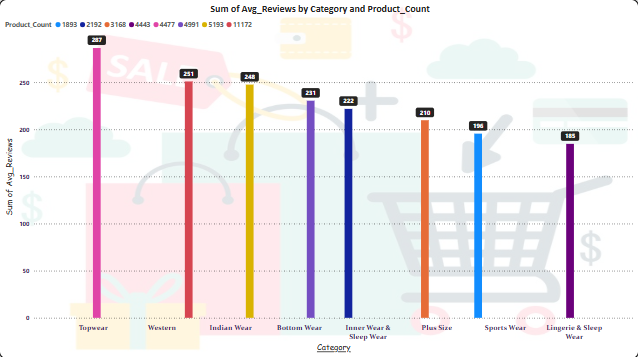 Sum of Avg_Reviews by Category and Product_Count
Product_Count 1893 2192 3168 4443 4477 4991 5193 11172
287
251
248
231
222
210
196
185
SALE
$
$
$
$
Sum of Avg_Reviews
250
200
150
100
50
0
Topwear
Western
Indian Wear
Bottom Wear
Inner Wear &
Sleep Wear
Plus Size
Sports Wear
Lingerie & Sleep
Wear
Category